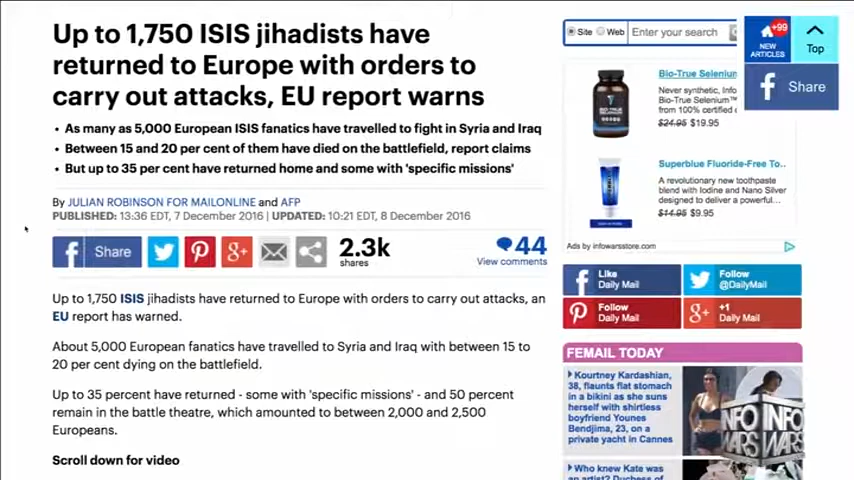 Up to 1,750 ISIS jihadists have
returned to Europe with orders to
carry out attacks, EU report warns
• As many as 5,000 European ISIS fanatics have travelled to fight in Syria and Iraq
• Between 15 and 20 per cent of them have died on the battlefield, report claims
• But up to 35 per cent have returned home and some with 'specific missions'
By JULIAN ROBINSON FOR MAILONLINE and AFP
PUBLISHED: 13:36 EDT, 7 December 2016 | UPDATED: 10:21 EDT, 8 December 2016
Share
2.3k
shares
44
View comments
Up to 1,750 ISIS jihadists have returned to Europe with orders to carry out attacks, an
EU report has warned.
About 5,000 European fanatics have travelled to Syria and Iraq with between 15 to
20 per cent dying on the battlefield.
Up to 35 percent have returned - some with 'specific missions' - and 50 percent
remain in the battle theatre, which amounted to between 2,000 and 2,500
Europeans.
Scroll down for video
Site Web Enter your search
+99
NEW
ARTICLES
Top
Share
Bio-True Selenium
Never synthetic,
Bio-True Selenium™
from 100% certified
$24.95 $19.95
Superblue Fluoride-Free To..
A revolutionary new toothpaste
blend with Iodine and Nano Silver
designed to deliver a powerful...
$14.95 $9.95
Ads by infowarsstore.com
Like
Daily Mail
Follow
@DailyMail
Follow
Daily Mail
+1
Daily Mail
FEMAIL TODAY
Kourtney Kardashian,
38, flaunts flat stomach
in a bikini as she suns
herself with shirtless
boyfriend Younes
Bendjima, 23, on a
private yacht in Cannes
Who knew Kate was
an artist? Duchess of
INFO
WARS
INFO
WARS